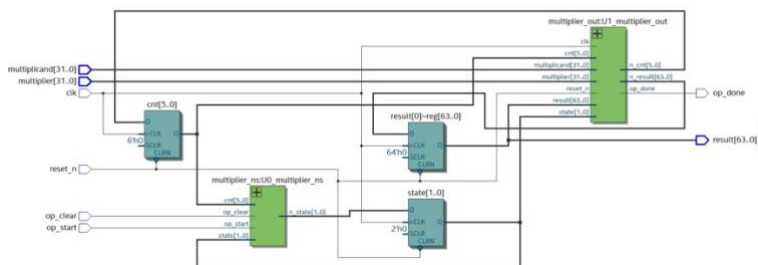 multiplier_out:U1_multiplier_out
clk
cnt[5..0]
multiplicand[31..0]
multiplier[31..0]
reset_n
result[63..0]
state[1..0]
n_cnt[5..0]
n_result[63..0]
op_done
multiplicand[31..0]
multiplier[31..0]
clk
op_done
result[63..0]
cnt[5..0]
D
CLK
6'h0
SCLR
CLRN
Q
result[0]~reg[63..0]
D
CLK
64'h0
SCLR
CLRN
Q
reset_n
multiplier_ns:U0_multiplier_ns
cnt[5..0]
op_clear
op_start
state[1..0]
n_state[1..0]
state[1..0]
D
CLK
2'h0
SCLR
CLRN
Q
op_clear
op_start